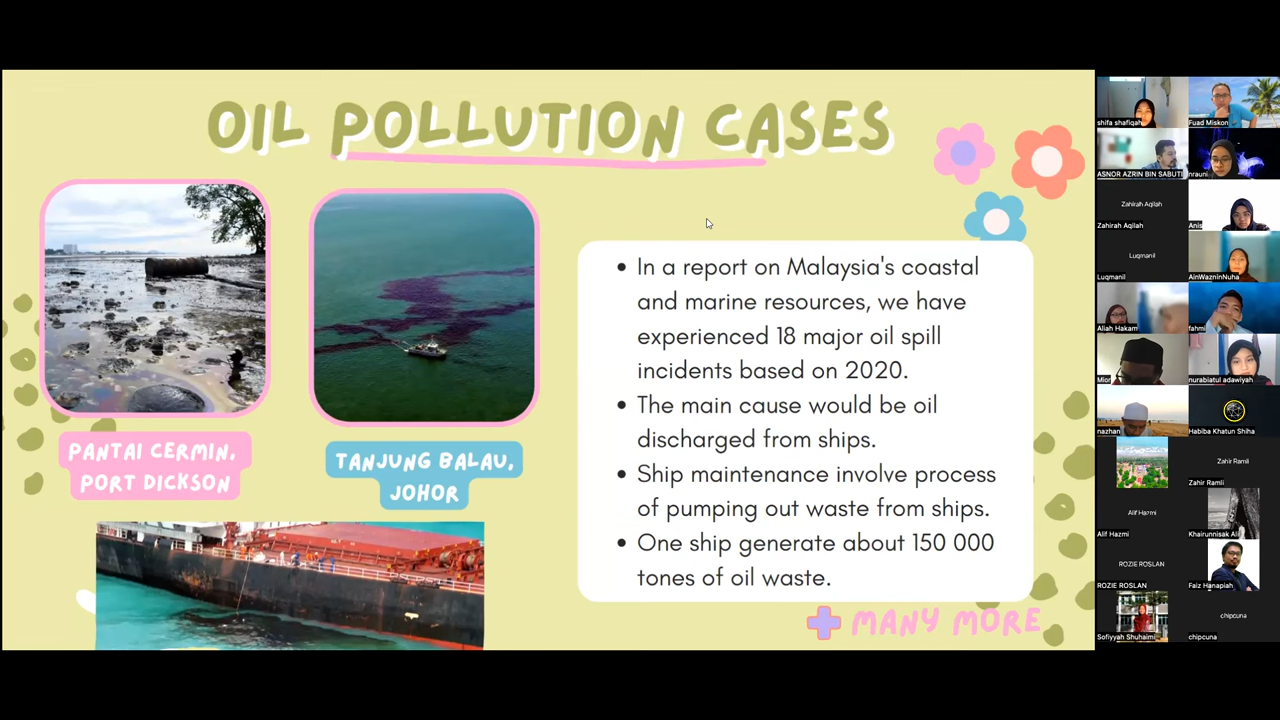 OIL POLLUTION CASES
PANTAI CERMIN,
PORT DICKSON
TANJUNG BALAU,
JOHOR
In a report on Malaysia's coastal
and marine resources, we have
experienced 18 major oil spill
incidents based on 2020.
The main cause would be oil
discharged from ships.
Ship maintenance involve process
of pumping out waste from ships.
One ship generate about 150 000
tones of oil waste.
MANY MORE
shifa shafiqah
Fuad Miskon
ASNOR AZRIN BIN SABUTI
nrauni
Zahirah Aqilah
Zahirah Aqilah
Anis
Luqmanil
Luqmanil
AinWazninNuha
Aliah Hakam
fahmi
Mior
nurabiatul adawiyah
nazhan
Habiba Khatun Shiha
Zahir Ramli
Zahir Ramli
Alif Hazmi
Alif Hazmi
Khairunnisak Ali
ROZIE ROSLAN
ROZIE ROSLAN
Faiz Hanapiah
Sofiyyah Shuhaimi
chipcuna
chipcuna